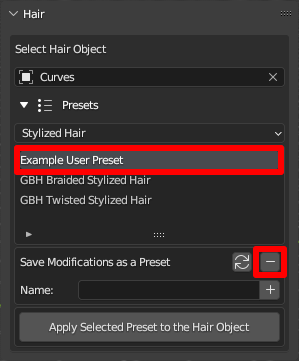 Hair
Select Hair Object
Curves
Presets
Stylized Hair
Example User Preset
GBH Braided Stylized Hair
GBH Twisted Stylized Hair
Save Modifications as a Preset
Name:
Apply Selected Preset to the Hair Object